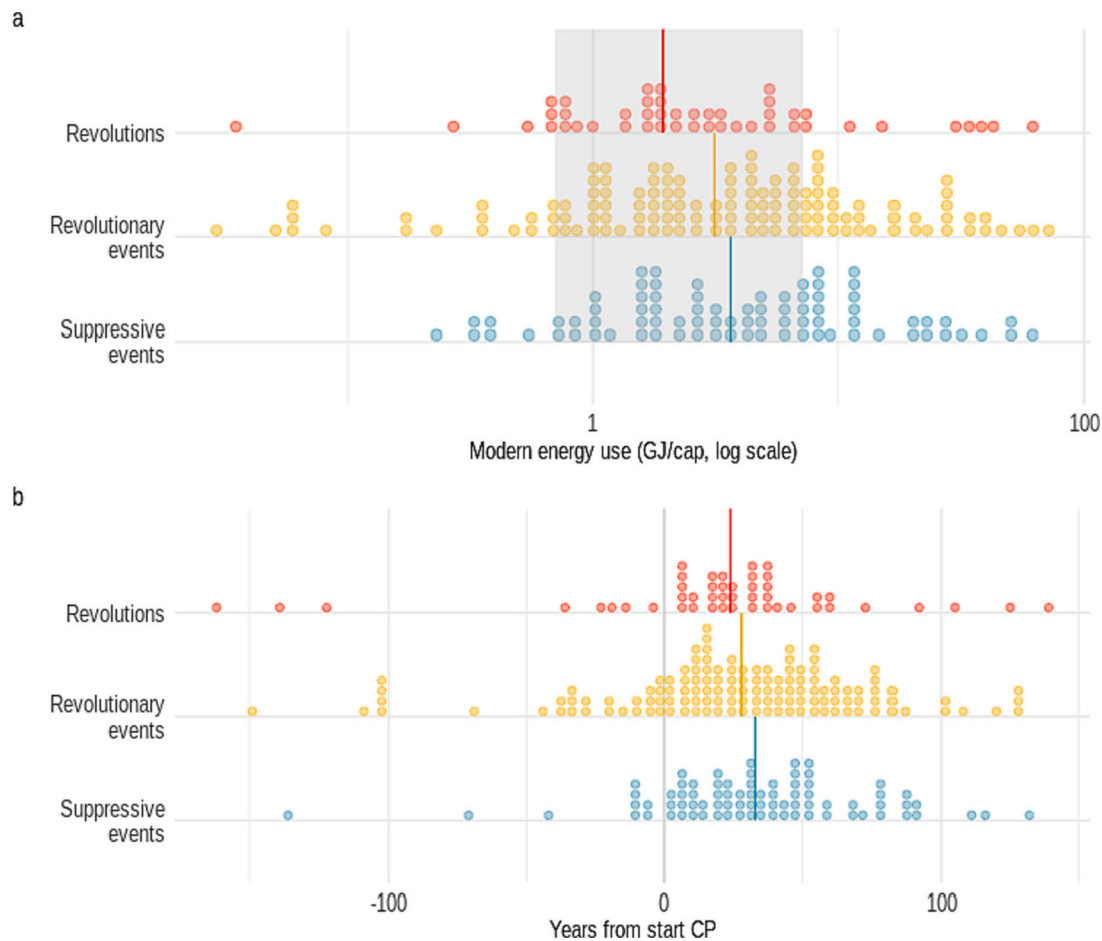 a
Revolutions
Revolutionary
events
Suppressive
events
1
100
Modern energy use (GJ/cap, log scale)
b
Revolutions
Revolutionary
events
Suppressive
events
-100
0
100
Years from start CP